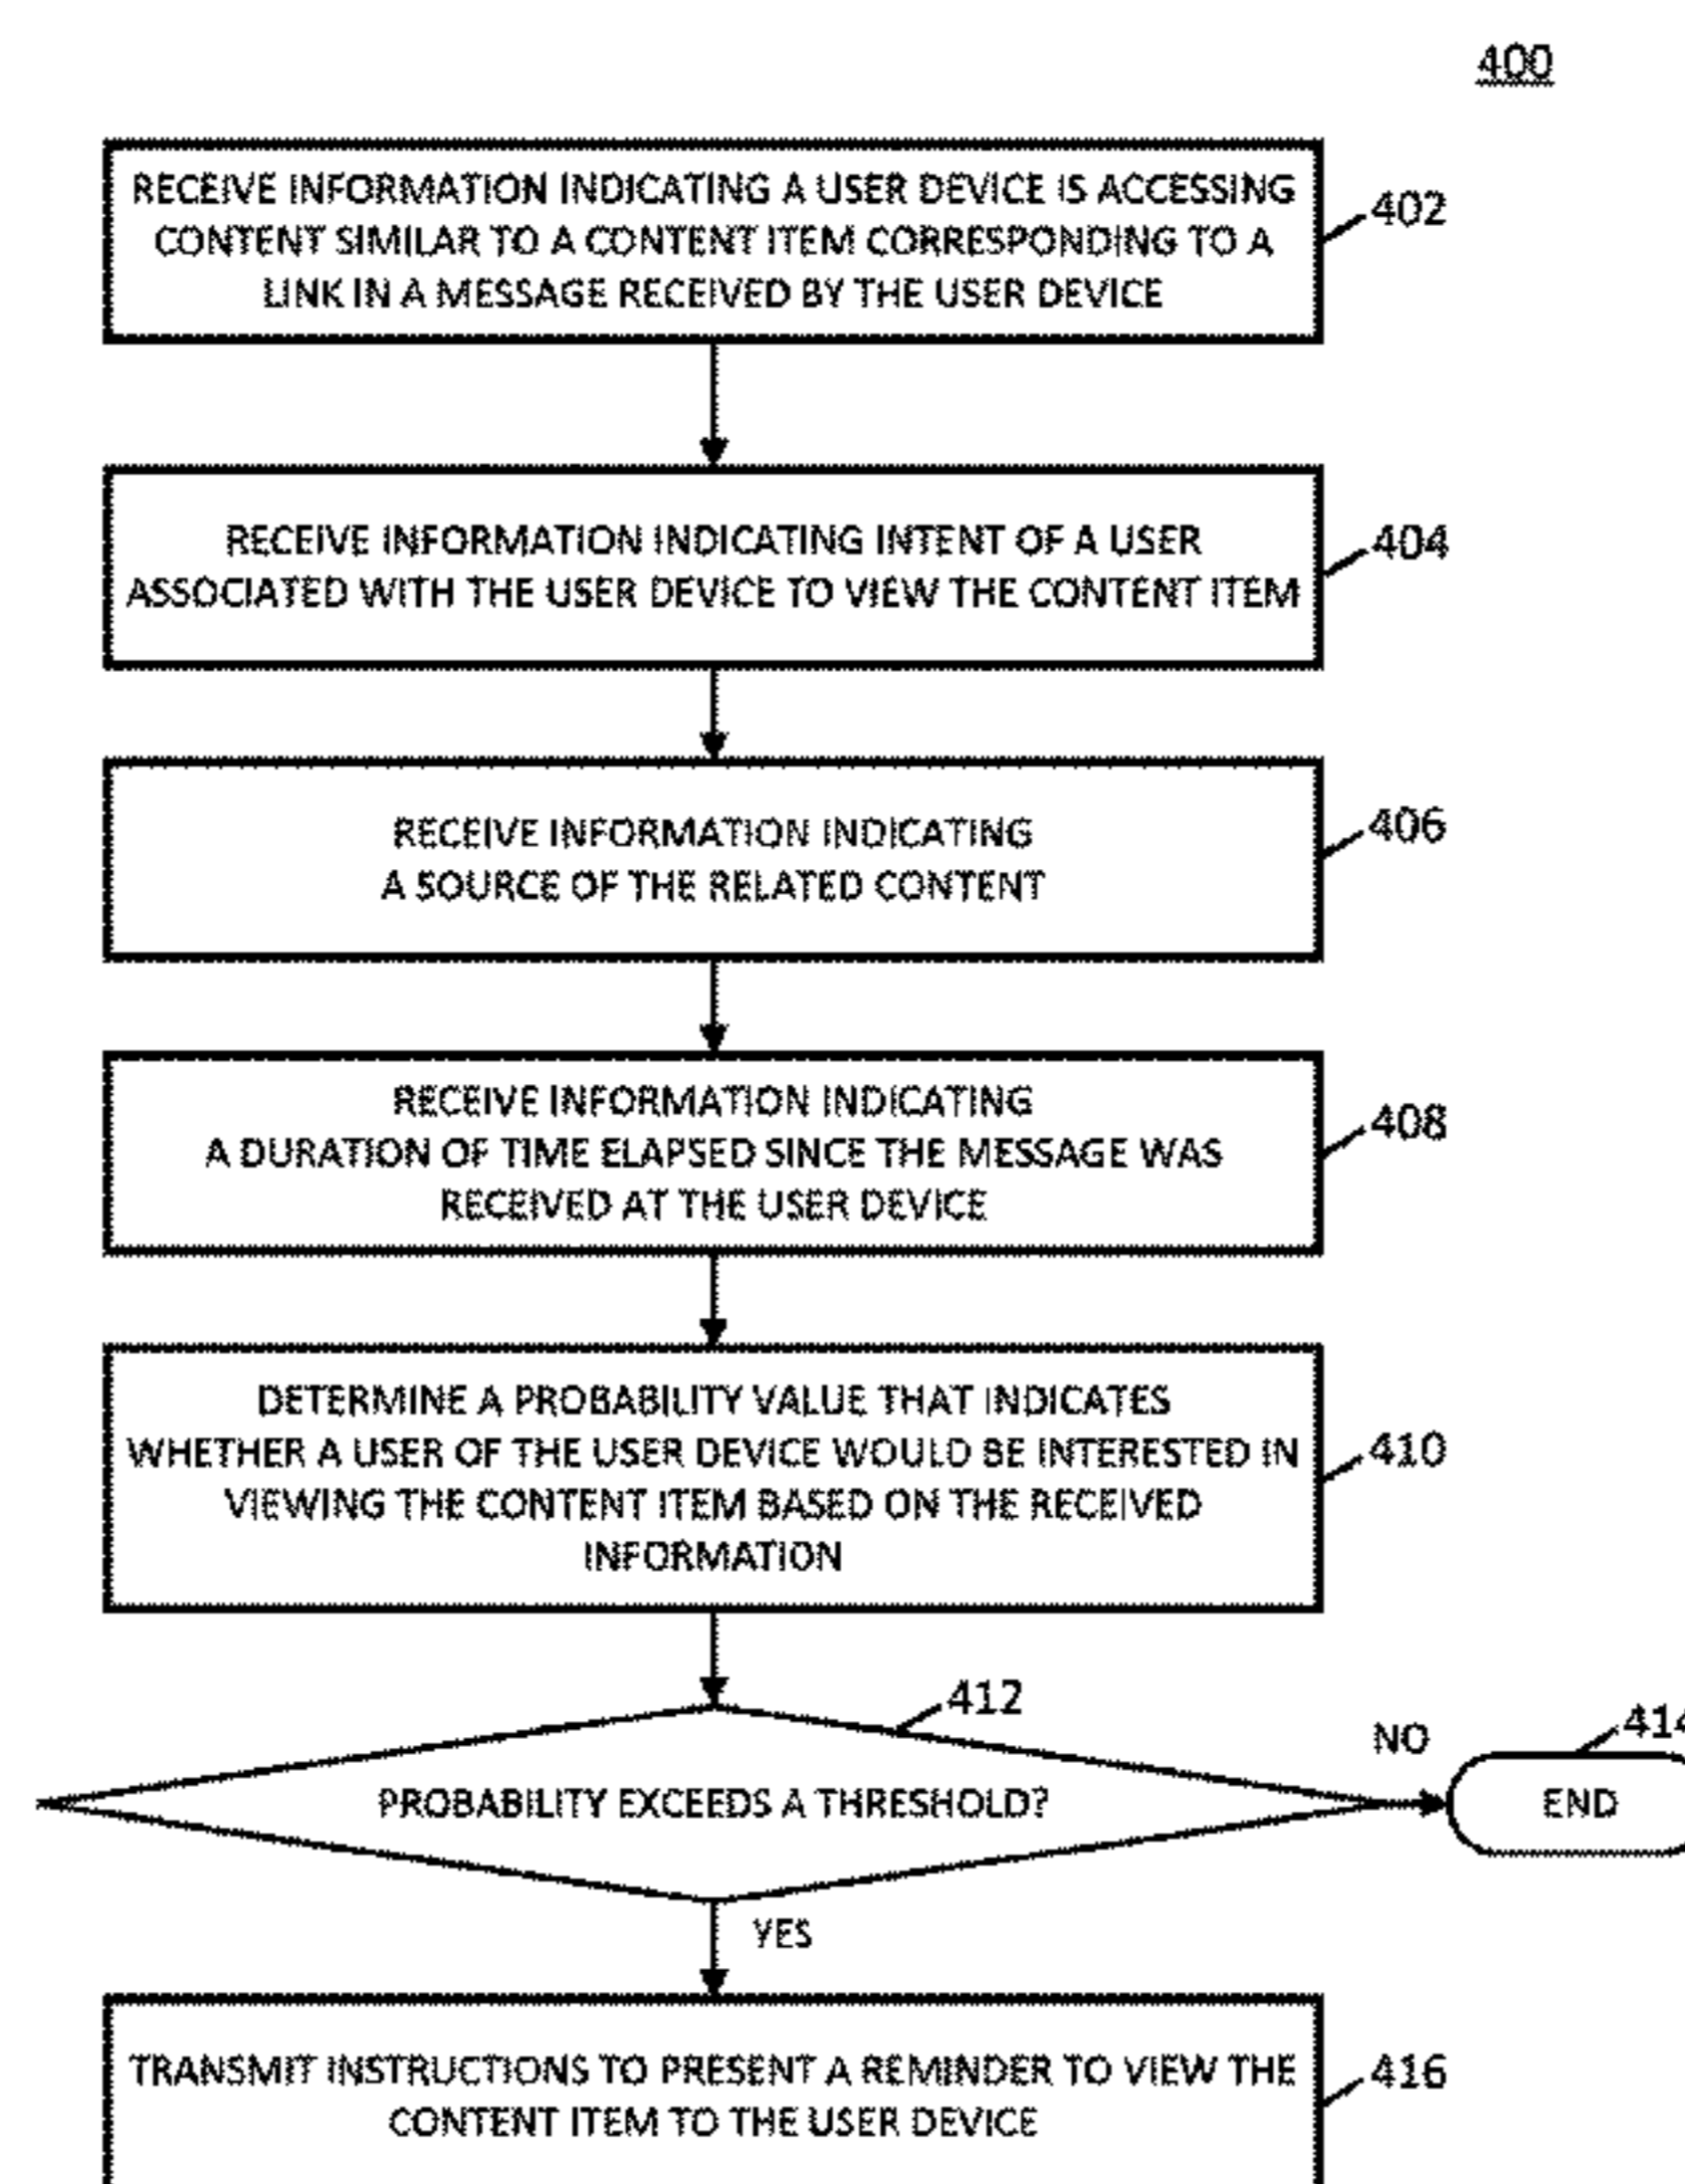 400
RECEIVE INFORMATION INDICATING A USER DEVICE IS ACCESSING
CONTENT SIMILAR TO A CONTENT ITEM CORRESPONDING TO A
LINK IN A MESSAGE RECEIVED BY THE USER DEVICE
402
RECEIVE INFORMATION INDICATING INTENT OF A USER
ASSOCIATED WITH THE USER DEVICE TO VIEW THE CONTENT ITEM
404
RECEIVE INFORMATION INDICATING
A SOURCE OF THE RELATED CONTENT
406
RECEIVE INFORMATION INDICATING
A DURATION OF TIME ELAPSED SINCE THE MESSAGE WAS
RECEIVED AT THE USER DEVICE
408
DETERMINE A PROBABILITY VALUE THAT INDICATES
WHETHER A USER OF THE USER DEVICE WOULD BE INTERESTED IN
VIEWING THE CONTENT ITEM BASED ON THE RECEIVED
INFORMATION
410
412
PROBABILITY EXCEEDS A THRESHOLD?
NO
414
END
YES
TRANSMIT INSTRUCTIONS TO PRESENT A REMINDER TO VIEW THE
CONTENT ITEM TO THE USER DEVICE
416